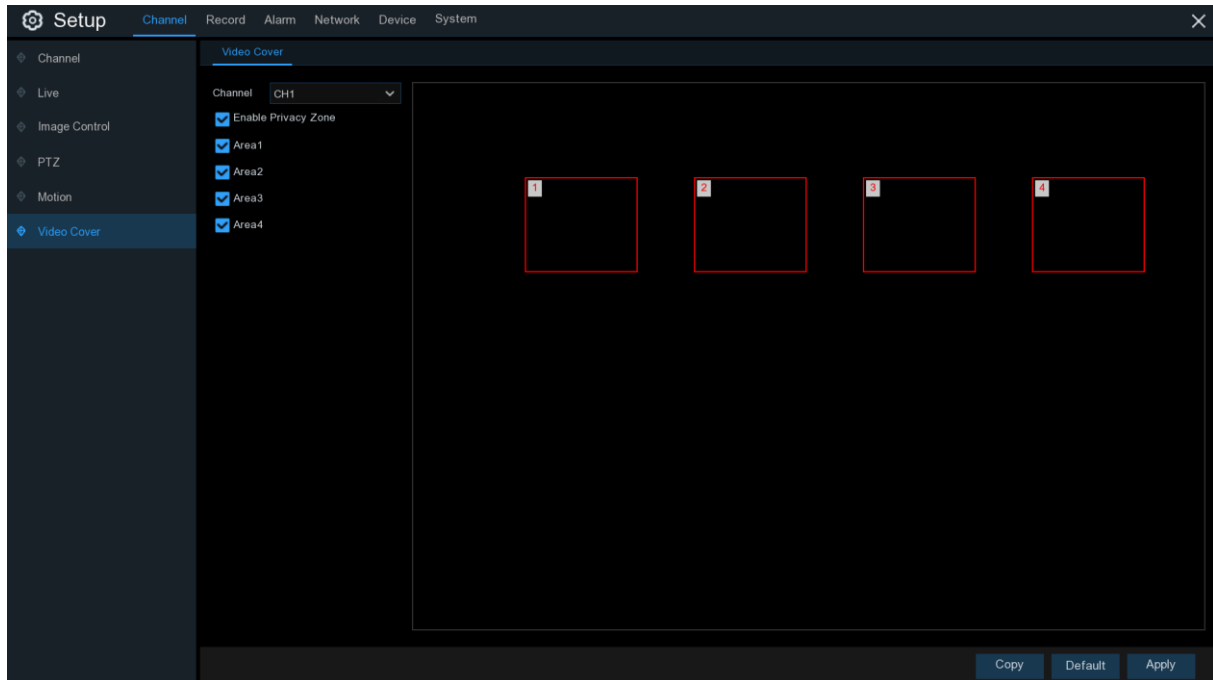 Setup Channel Record Alarm Network Device System
Channel
Live
Image Control
PTZ
Motion
Video Cover
Video Cover
Channel CH1
Enable Privacy Zone
Area1
Area2
Area3
Area4
1 2 3 4
Copy Default Apply